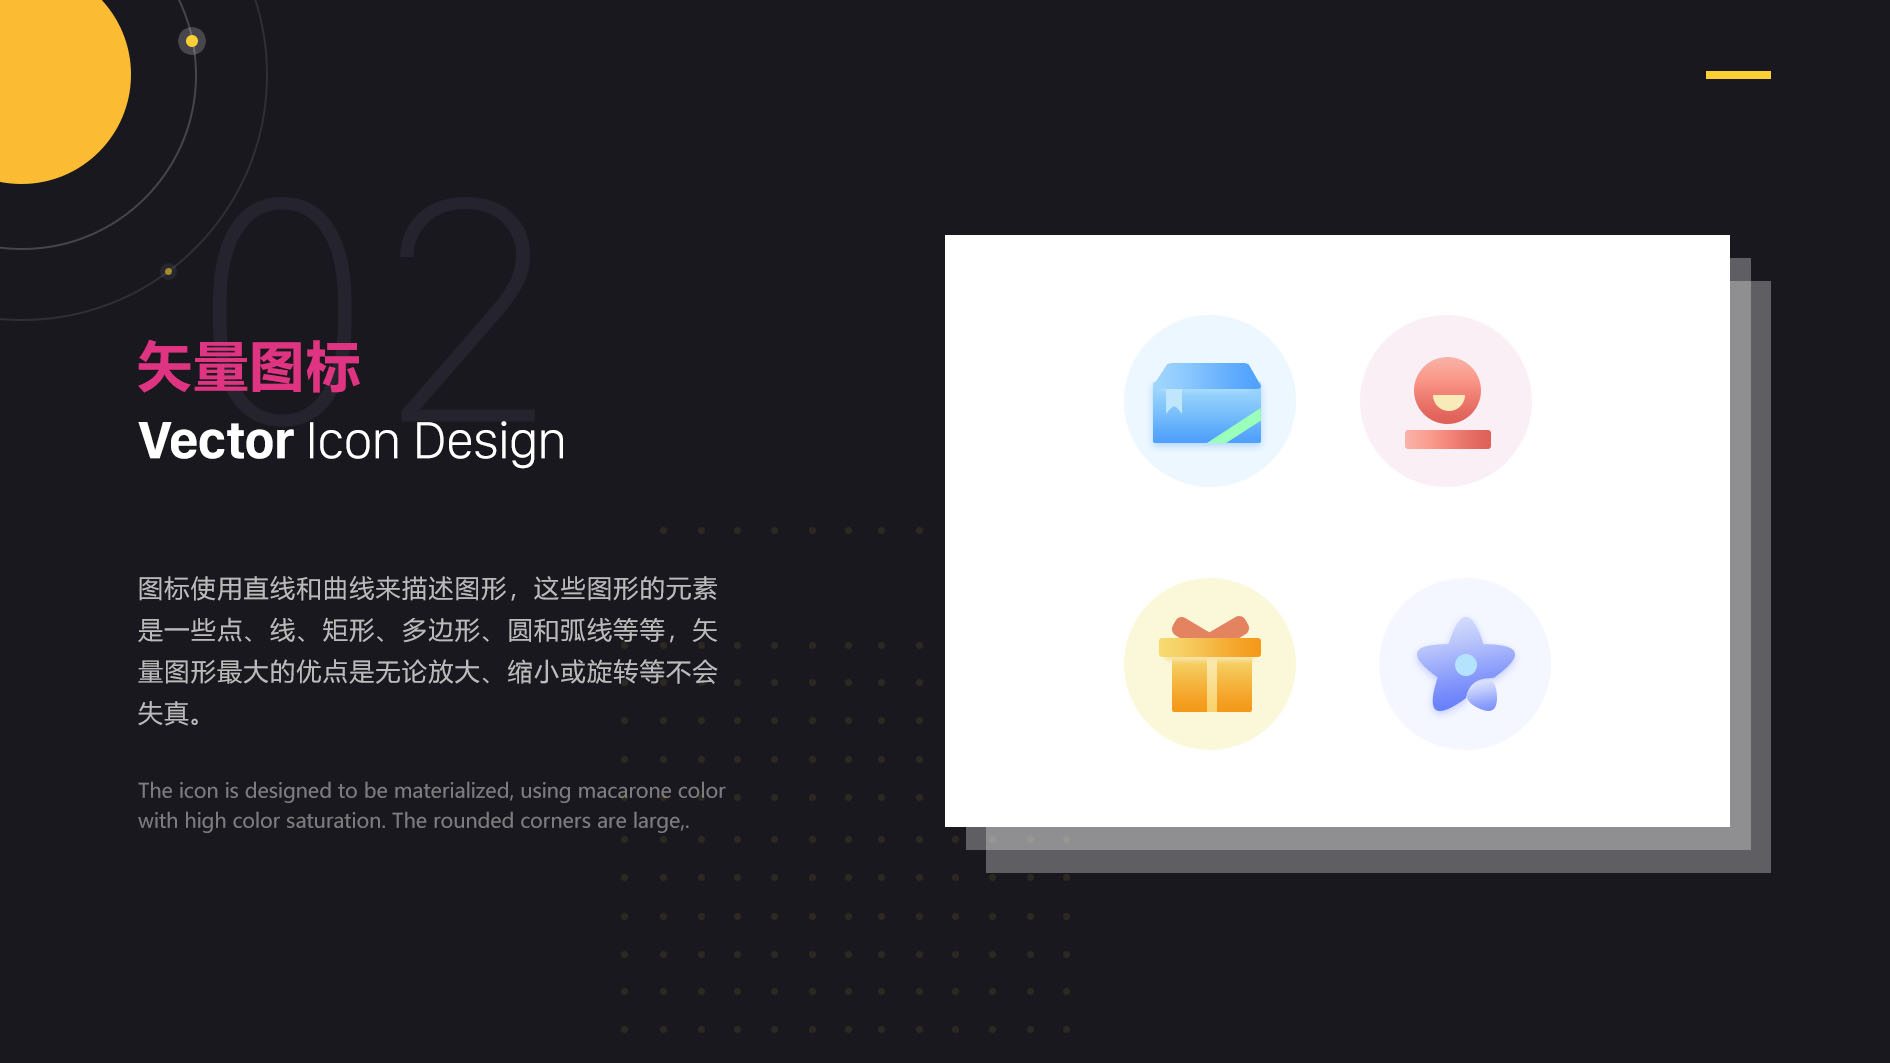 02
矢量图标
Vector Icon Design
图标使用直线和曲线来描述图形，这些图形的元素
是一些点、线、矩形、多边形、圆和弧线等等，矢
量图形最大的优点是无论放大、缩小或旋转等不会
失真。
The icon is designed to be materialized, using macarone color
with high color saturation. The rounded corners are large,.